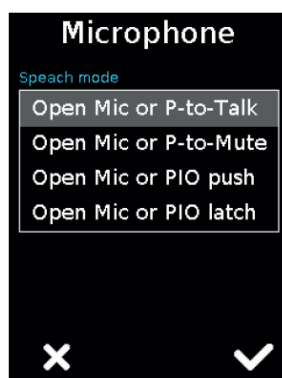 Microphone
Speach mode
Open Mic or P-to-Talk
Open Mic or P-to-Mute
Open Mic or PIO push
Open Mic or PIO latch